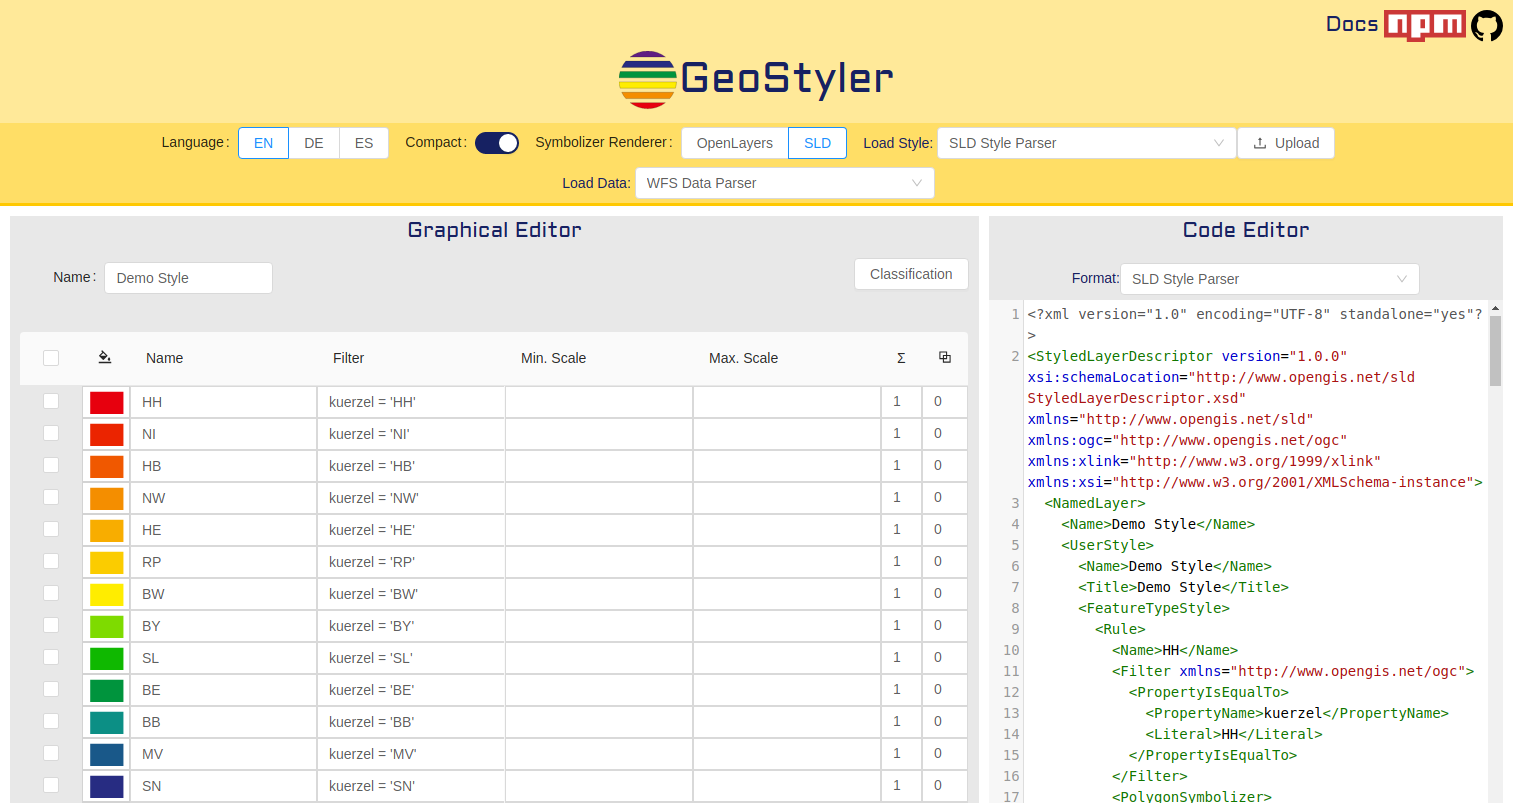 Docs npm
GeoStyler
Language: EN DE ES Compact: Symbolizer Renderer: OpenLayers SLD Load Style: SLD Style Parser Upload
Load Data: WFS Data Parser
Graphical Editor
Name: Demo Style
Classification
Name Filter Min. Scale Max. Scale Σ
HH kuerzel = 'HH' 1 0
NI kuerzel = 'NI' 1 0
HB kuerzel = 'HB' 1 0
NW kuerzel = 'NW' 1 0
HE kuerzel = 'HE' 1 0
RP kuerzel = 'RP' 1 0
BW kuerzel = 'BW' 1 0
BY kuerzel = 'BY' 1 0
SL kuerzel = 'SL' 1 0
BE kuerzel = 'BE' 1 0
BB kuerzel = 'BB' 1 0
MV kuerzel = 'MV' 1 0
SN kuerzel = 'SN' 1 0
Code Editor
Format: SLD Style Parser
1 <?xml version="1.0" encoding="UTF-8" standalone="yes"?
>
2 <StyledLayerDescriptor version="1.0.0"
xsi:schemaLocation="http://www.opengis.net/sld
StyledLayerDescriptor.xsd"
xmlns="http://www.opengis.net/sld"
xmlns:ogc="http://www.opengis.net/ogc"
xmlns:xlink="http://www.w3.org/1999/xlink"
xmlns:xsi="http://www.w3.org/2001/XMLSchema-instance">
3 <NamedLayer>
4 <Name>Demo Style</Name>
5 <UserStyle>
6 <Name>Demo Style</Name>
7 <Title>Demo Style</Title>
8 <FeatureTypeStyle>
9 <Rule>
10 <Name>HH</Name>
11 <Filter xmlns="http://www.opengis.net/ogc">
12 <PropertyIsEqualTo>
13 <PropertyName>kuerzel</PropertyName>
14 <Literal>HH</Literal>
15 </PropertyIsEqualTo>
16 </Filter>
17 <PolygonSymbolizer>